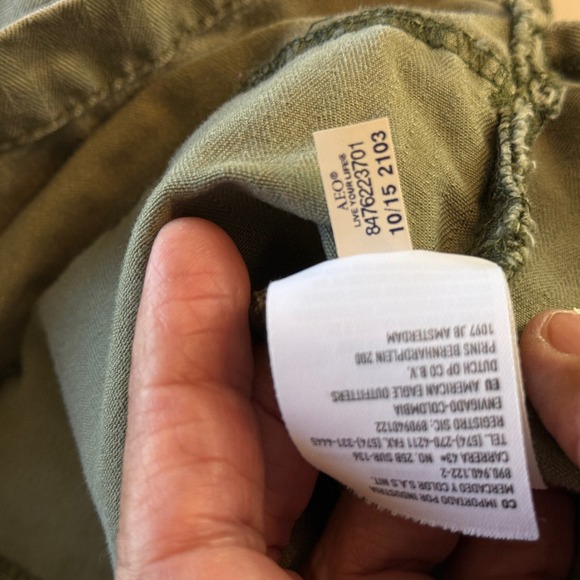 AEO®
LIVE YOUR LIFE®
8476223701
10/15 2103
CO IMPORTADO POR INDUSTRIA
MERCADEO Y COLOR S.A.S NIT.
890.940.122-2
CARRERA 43ª NO. 25B SUR-136
TEL. (574)-270-4211 FAX (574)-331-4445
REGISTRO SIC: 890940122
ENVIGADO-COLOMBIA
EU AMERICAN EAGLE OUTFITTERS
DUTCH OP CO B.V.
PRINS BERNHARDPLEIN 200
1097 JB AMSTERDAM